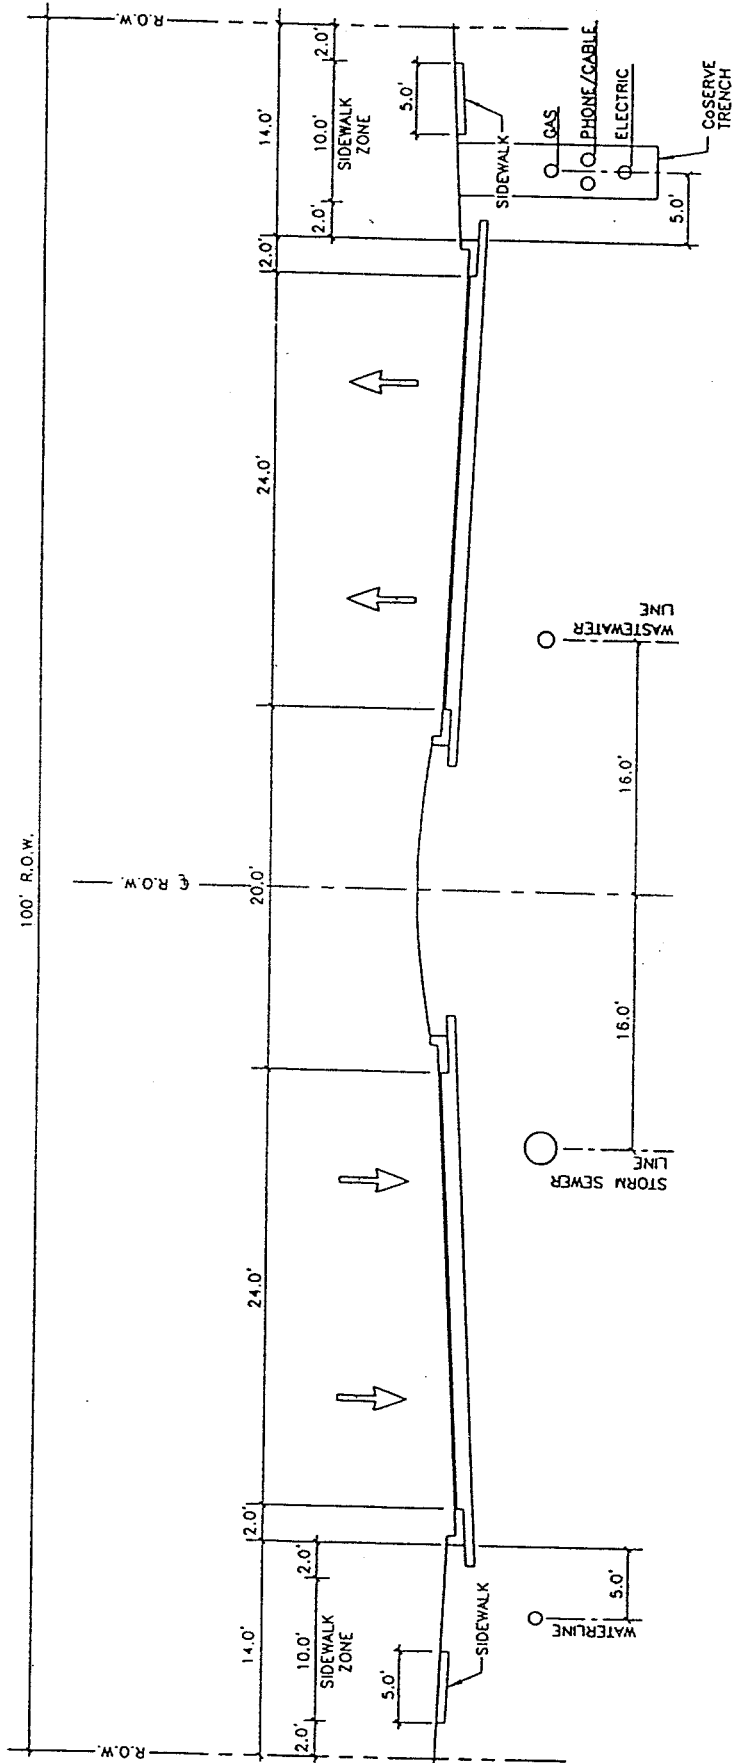 100' R.O.W.
R.O.W.
2.0'
14.0'
10.0'
SIDEWALK
ZONE
2.0'
2.0'
5.0'
SIDEWALK
GAS
PHONE/CABLE
ELECTRIC
CoSERVE
TRENCH
5.0'
24.0'
WASTEWATER
LINE
16.0'
℄ R.O.W.
20.0'
16.0'
STORM SEWER
LINE
24.0'
2.0'
14.0'
2.0'
10.0'
SIDEWALK
ZONE
5.0'
SIDEWALK
WATERLINE
5.0'
2.0'
R.O.W.